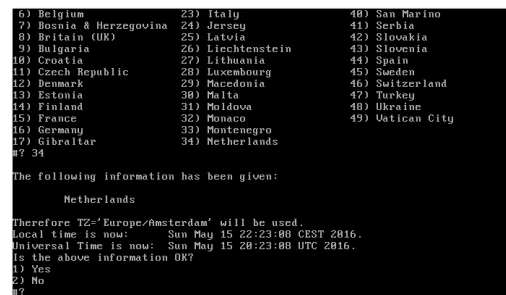 6) Belgium              23) Italy                40) San Marino
 7) Bosnia & Herzegovina 24) Jersey               41) Serbia
 8) Britain (UK)         25) Latvia               42) Slovakia
 9) Bulgaria             26) Liechtenstein        43) Slovenia
10) Croatia              27) Lithuania            44) Spain
11) Czech Republic       28) Luxembourg           45) Sweden
12) Denmark              29) Macedonia            46) Switzerland
13) Estonia              30) Malta                47) Turkey
14) Finland              31) Moldova              48) Ukraine
15) France               32) Monaco               49) Vatican City
16) Germany              33) Montenegro
17) Gibraltar            34) Netherlands
#? 34
The following information has been given:
Netherlands
Therefore TZ='Europe/Amsterdam' will be used.
Local time is now:      Sun May 15 22:23:08 CEST 2016.
Universal Time is now:  Sun May 15 20:23:08 UTC 2016.
Is the above information OK?
1) Yes
2) No
#?